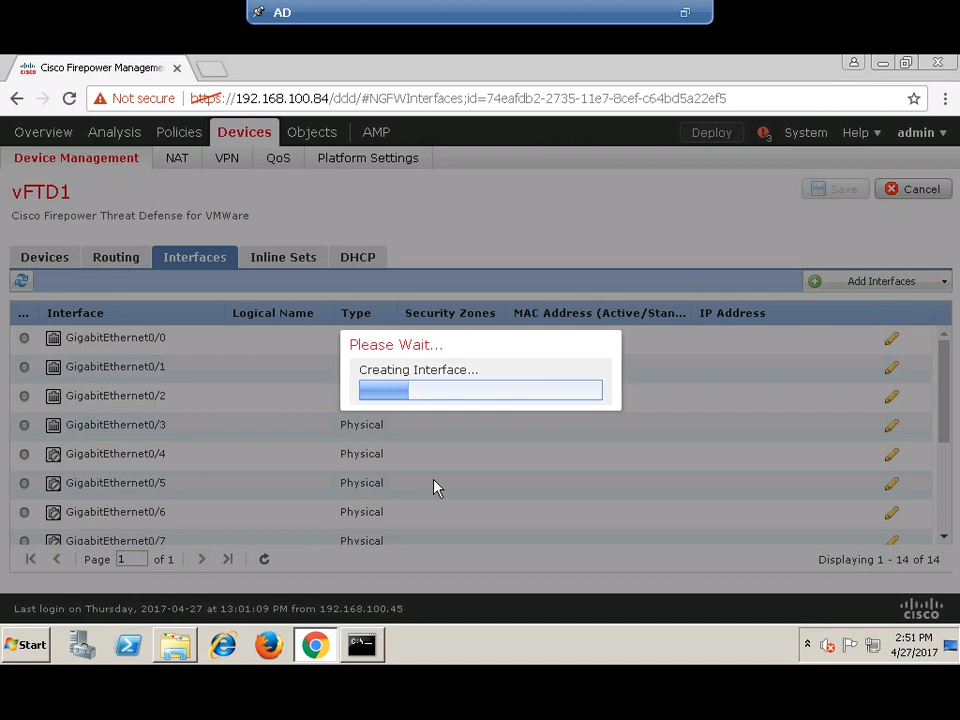 AD
Cisco Firepower Manageme
Not secure https://192.168.100.84/ddd/#NGFWInterfaces;id=74eafdb2-2735-11e7-8cef-c64bd5a22ef5
Overview Analysis Policies Devices Objects AMP Deploy 3 System Help admin
Device Management NAT VPN QoS Platform Settings
vFTD1
Save Cancel
Cisco Firepower Threat Defense for VMWare
Devices Routing Interfaces Inline Sets DHCP
Add Interfaces
... Interface Logical Name Type Security Zones MAC Address (Active/Stan... IP Address
GigabitEthernet0/0
GigabitEthernet0/1
GigabitEthernet0/2
GigabitEthernet0/3 Physical
GigabitEthernet0/4 Physical
GigabitEthernet0/5 Physical
GigabitEthernet0/6 Physical
GigabitEthernet0/7 Physical
Please Wait...
Creating Interface...
Page 1 of 1 Displaying 1 - 14 of 14
Last login on Thursday, 2017-04-27 at 13:01:09 PM from 192.168.100.45
CISCO
Start
2:51 PM
4/27/2017